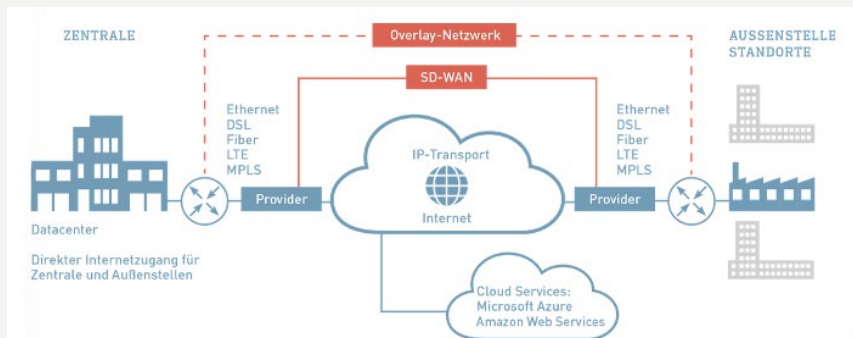 ZENTRALE
Overlay-Netzwerk
AUSSENSTELLE
STANDORTE
SD-WAN
Ethernet
DSL
Fiber
LTE
MPLS
Ethernet
DSL
Fiber
LTE
MPLS
IP-Transport
Internet
Provider
Provider
Datacenter
Direkter Internetzugang für
Zentrale und Außenstellen
Cloud Services:
Microsoft Azure
Amazon Web Services